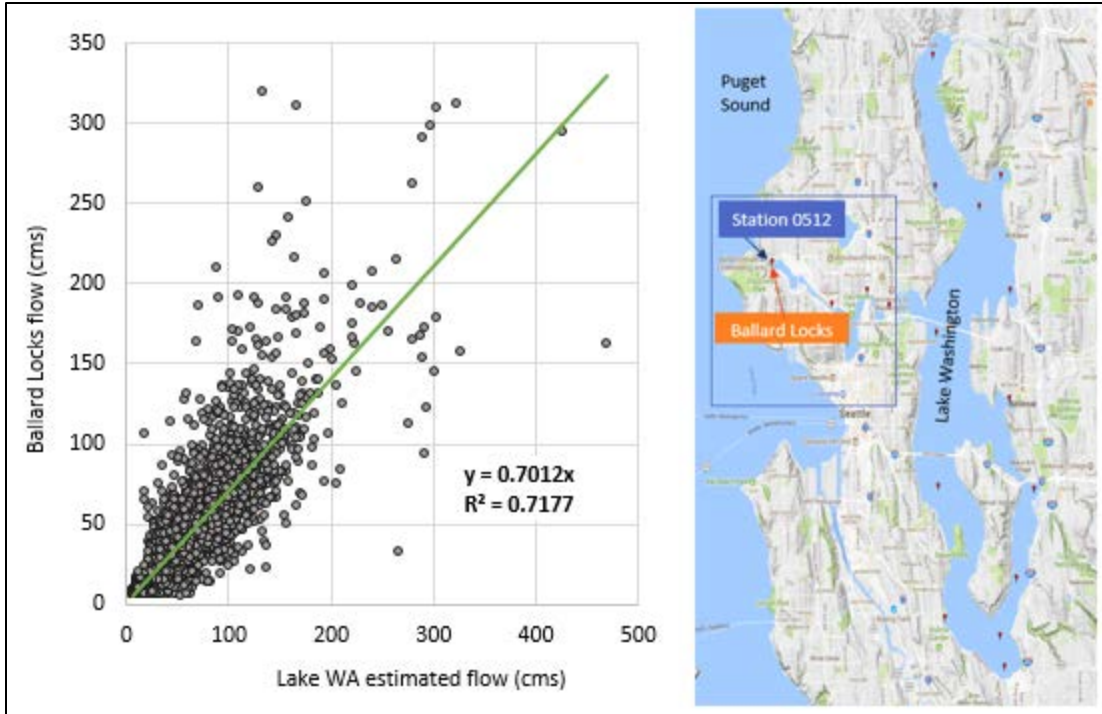 350
300
250
200
150
100
50
0
Ballard Locks flow (cms)
y = 0.7012x
R² = 0.7177
0 100 200 300 400 500
Lake WA estimated flow (cms)
Puget
Sound
Station 0512
Ballard Locks
Lake Washington
Seattle